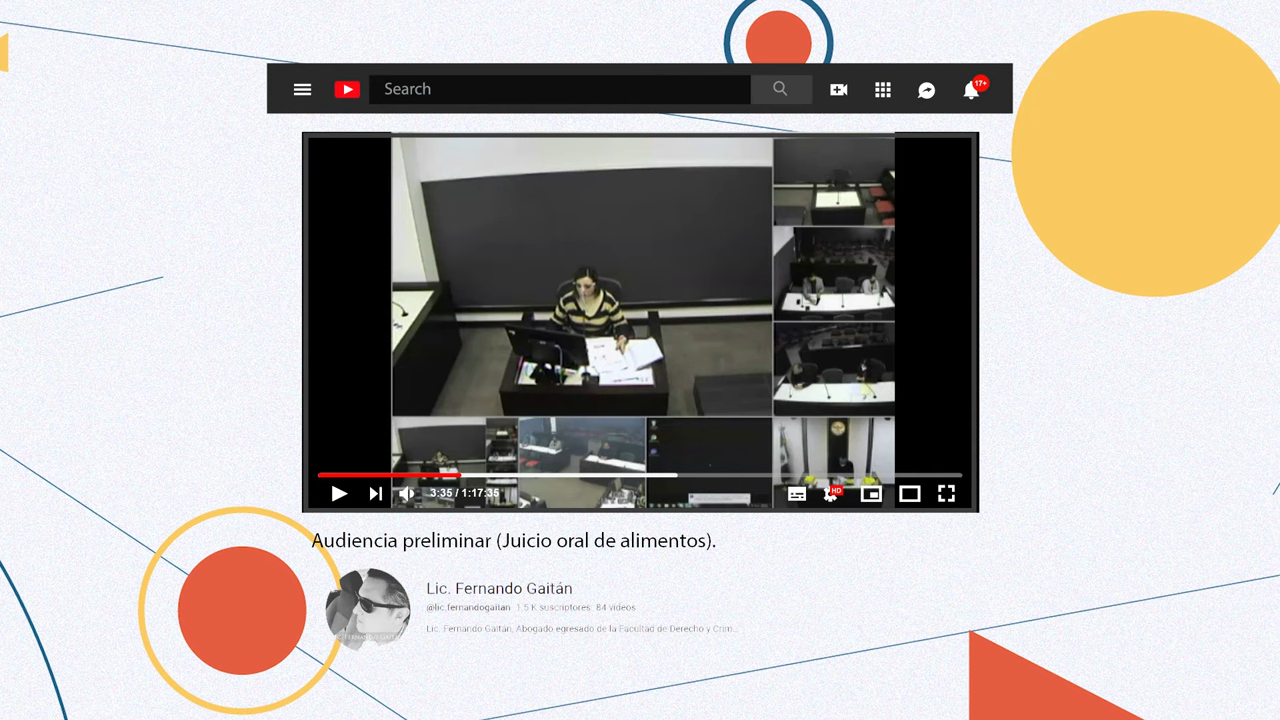 Search
17+
3:35 / 1:17:35
HD
Audiencia preliminar (Juicio oral de alimentos).
Lic. Fernando Gaitán
@lic.fernandogaitan 1.5 K suscriptores 84 videos
Lic. Fernando Gaitán, Abogado egresado de la Facultad de Derecho y Crim...